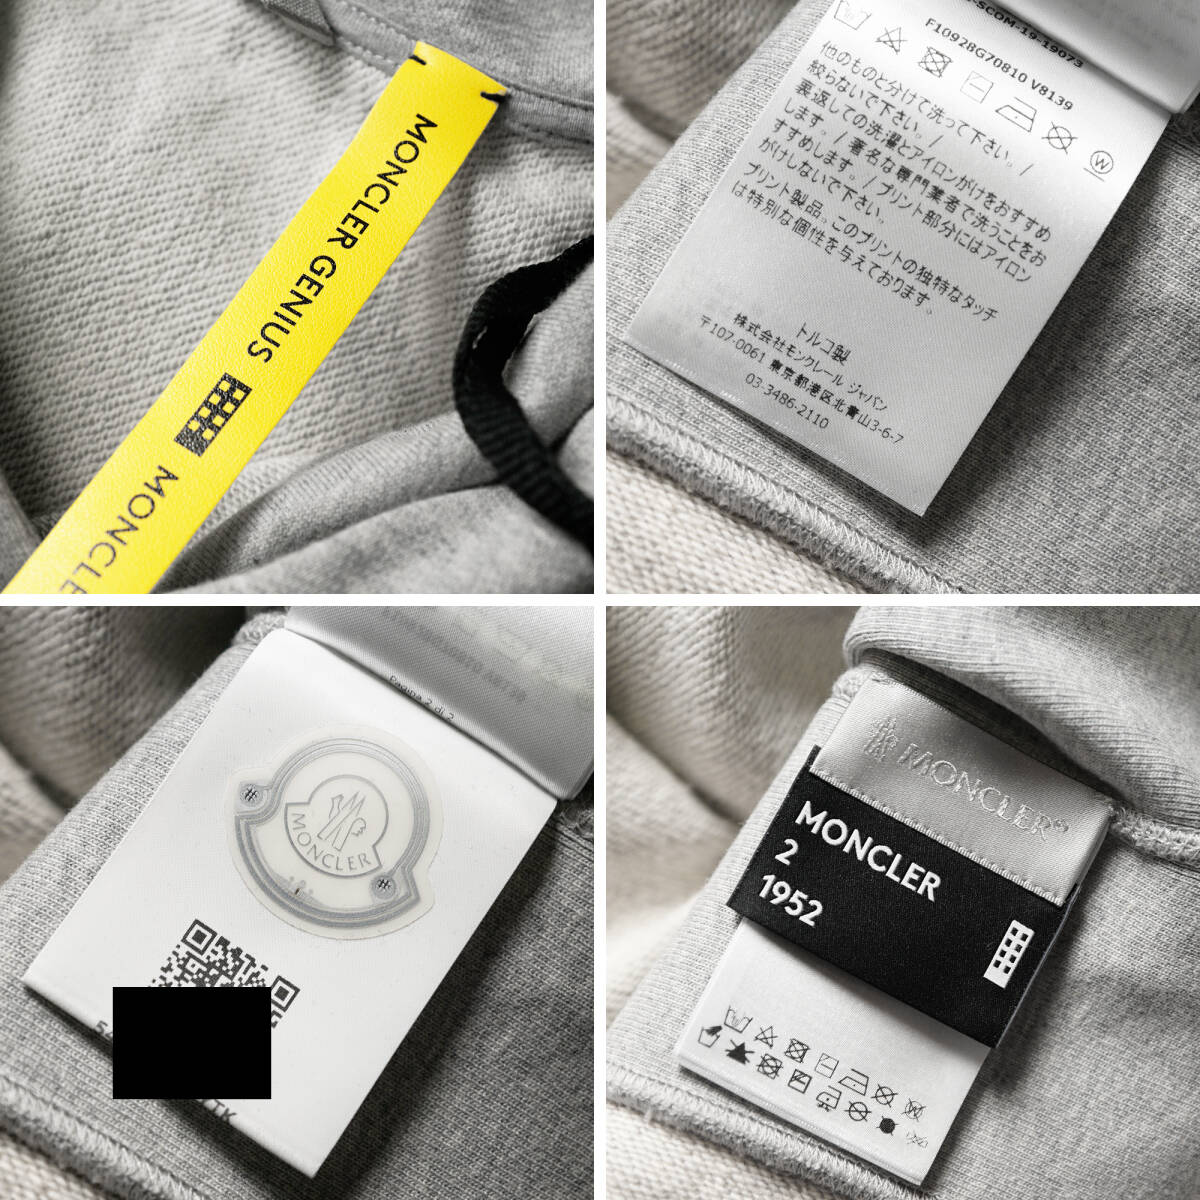 MONCLER GENIUS
MONCLE
-SCOM-19-19073
F10928G70810 V8139
他のものと分けて洗って下さい。/
絞らないで下さい。/
裏返しての洗濯とアイロンがけをおすすめ
します。/ 著名な専門業者で洗うことをお
すすめします。/プリント部分にはアイロン
がけしないで下さい。
プリント製品。このプリントの独特なタッチ
は特別な個性を与えております。
トルコ製
株式会社モンクレール ジャパン
〒107-0061 東京都港区北青山3-6-7
03-3486-2110
Pagina 2 di 2
MONCLER
MONCLER
MONCLER
2
1952